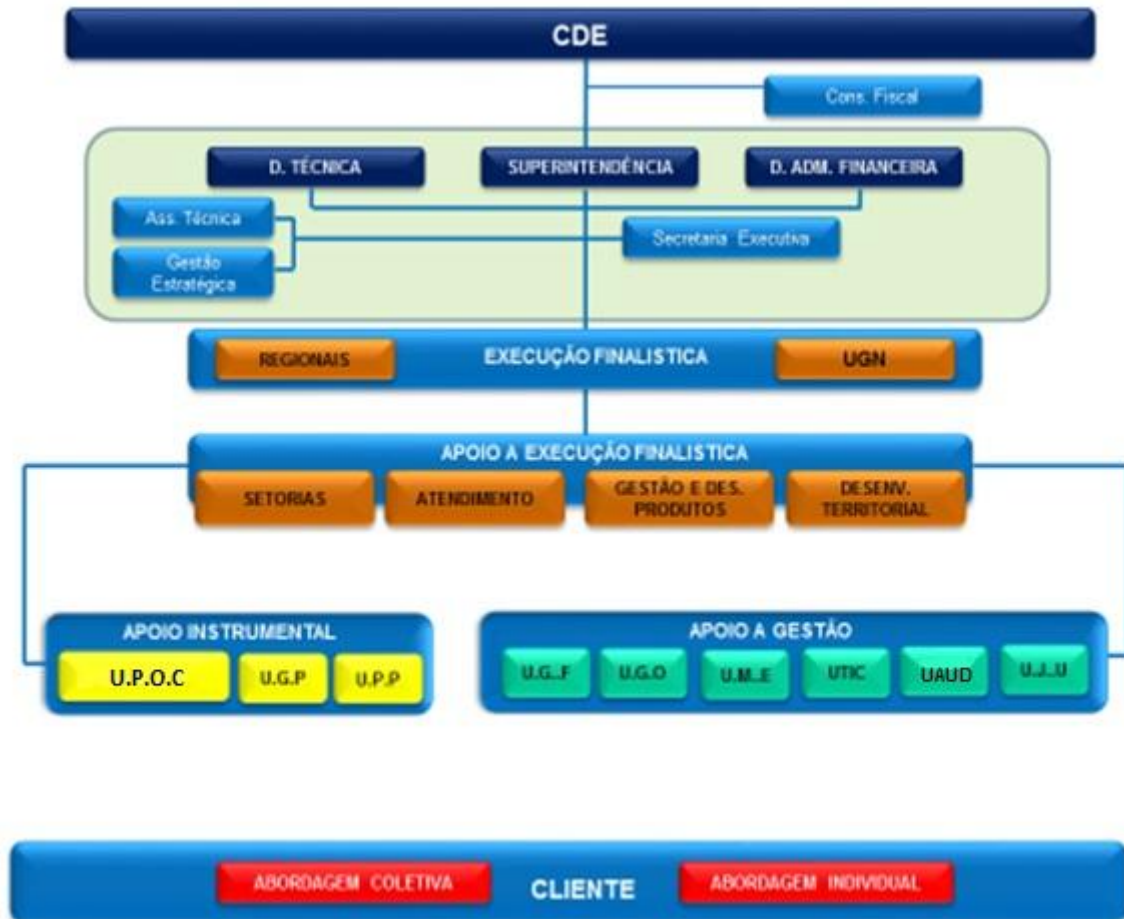 CDE
Cons. Fiscal
D. TÉCNICA
SUPERINTENDÊNCIA
D. ADM. FINANCEIRA
Ass. Técnica
Secretaria Executiva
Gestão
Estratégica
REGIONAIS
EXECUÇÃO FINALISTICA
UGN
APOIO A EXECUÇÃO FINALISTICA
SETORIAS
ATENDIMENTO
GESTÃO E DES.
PRODUTOS
DESENV.
TERRITORIAL
APOIO INSTRUMENTAL
U.P.O.C
U.G.P
U.P.P
APOIO A GESTÃO
U.G..F
U.G.O
U.M..E
UTIC
UAUD
U.J..U
ABORDAGEM COLETIVA
CLIENTE
ABORDAGEM INDIVIDUAL